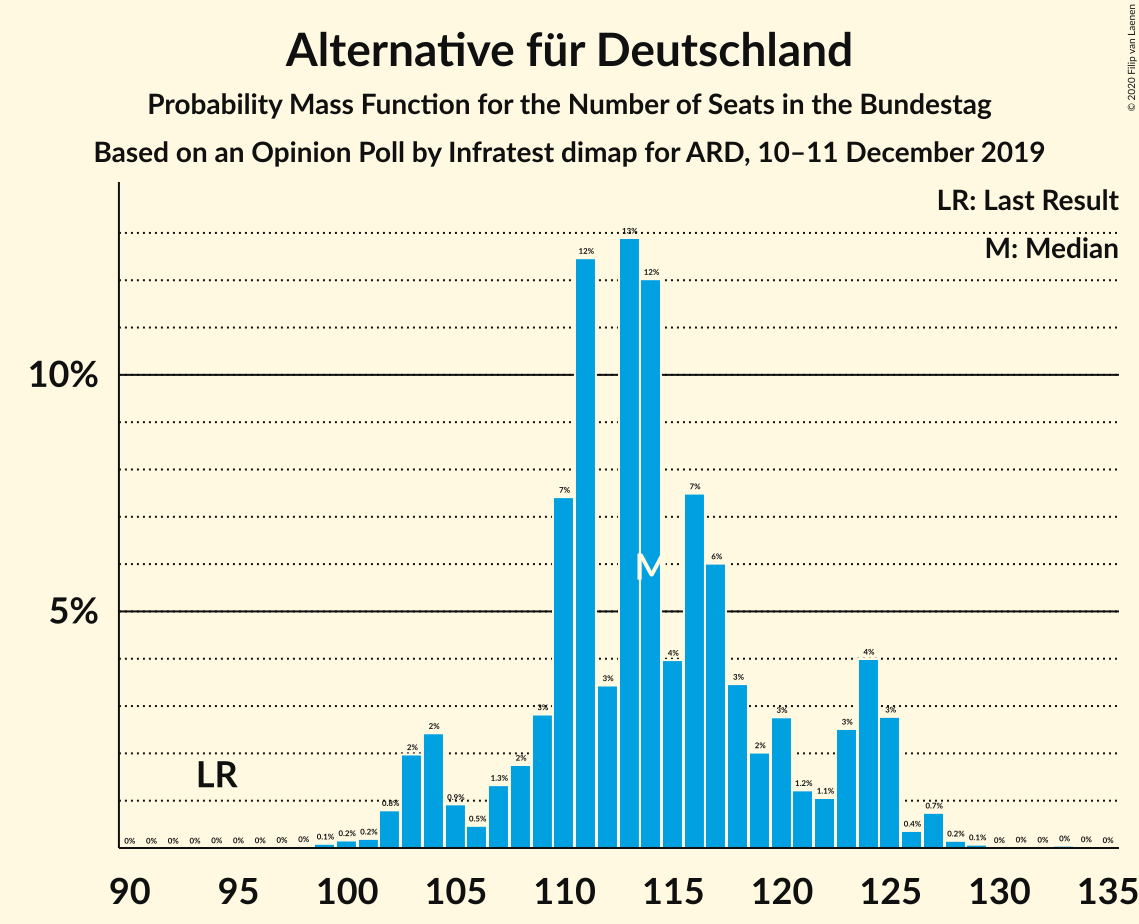 Alternative für Deutschland
Probability Mass Function for the Number of Seats in the Bundestag
Based on an Opinion Poll by Infratest dimap for ARD, 10–11 December 2019
© 2020 Filip van Laenen
LR: Last Result
M: Median
10%
5%
LR
M
0% 0% 0% 0% 0% 0% 0% 0% 0% 0.1% 0.2% 0.2% 0.8% 2% 2% 0.9% 0.5% 1.3% 2% 3% 7% 12% 3% 13% 12% 4% 7% 6% 3% 2% 3% 1.2% 1.1% 3% 4% 3% 0.4% 0.7% 0.2% 0.1% 0% 0% 0% 0% 0% 0%
90 95 100 105 110 115 120 125 130 135